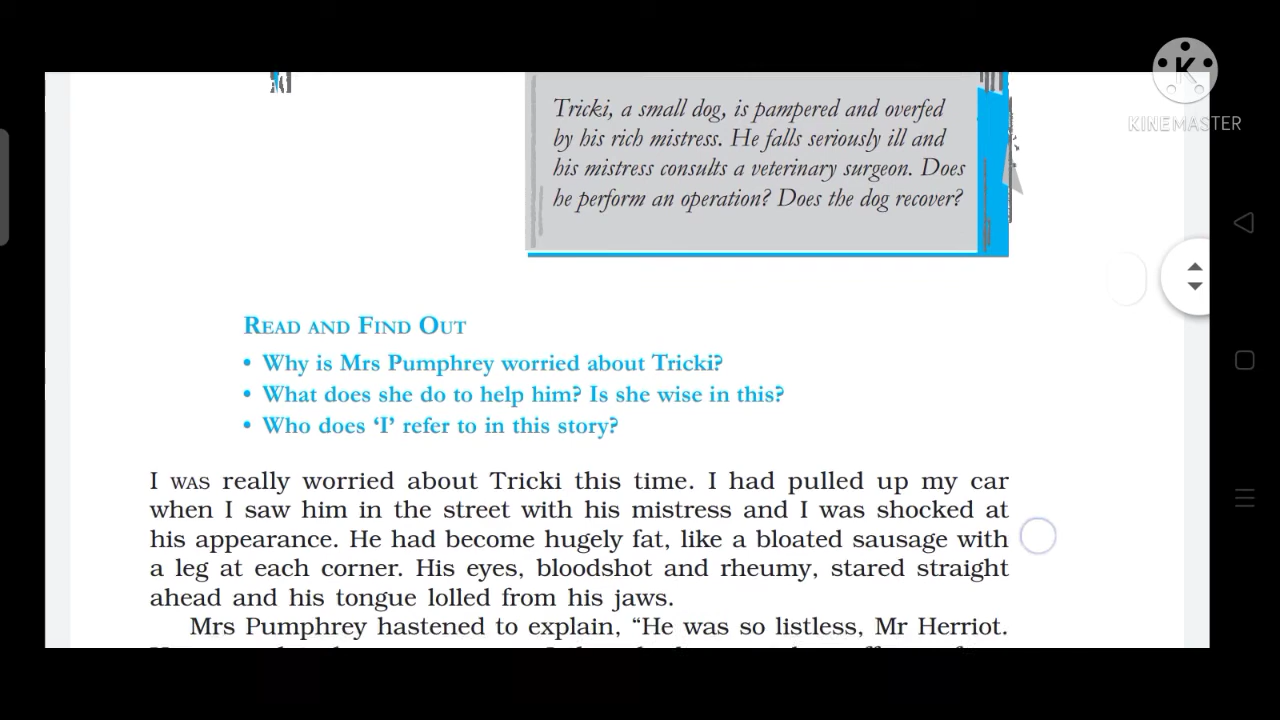 K
KINEMASTER
Tricki, a small dog, is pampered and overfed
by his rich mistress. He falls seriously ill and
his mistress consults a veterinary surgeon. Does
he perform an operation? Does the dog recover?
READ AND FIND OUT
• Why is Mrs Pumphrey worried about Tricki?
• What does she do to help him? Is she wise in this?
• Who does ‘I’ refer to in this story?
I WAS really worried about Tricki this time. I had pulled up my car
when I saw him in the street with his mistress and I was shocked at
his appearance. He had become hugely fat, like a bloated sausage with
a leg at each corner. His eyes, bloodshot and rheumy, stared straight
ahead and his tongue lolled from his jaws.
Mrs Pumphrey hastened to explain, “He was so listless, Mr Herriot.